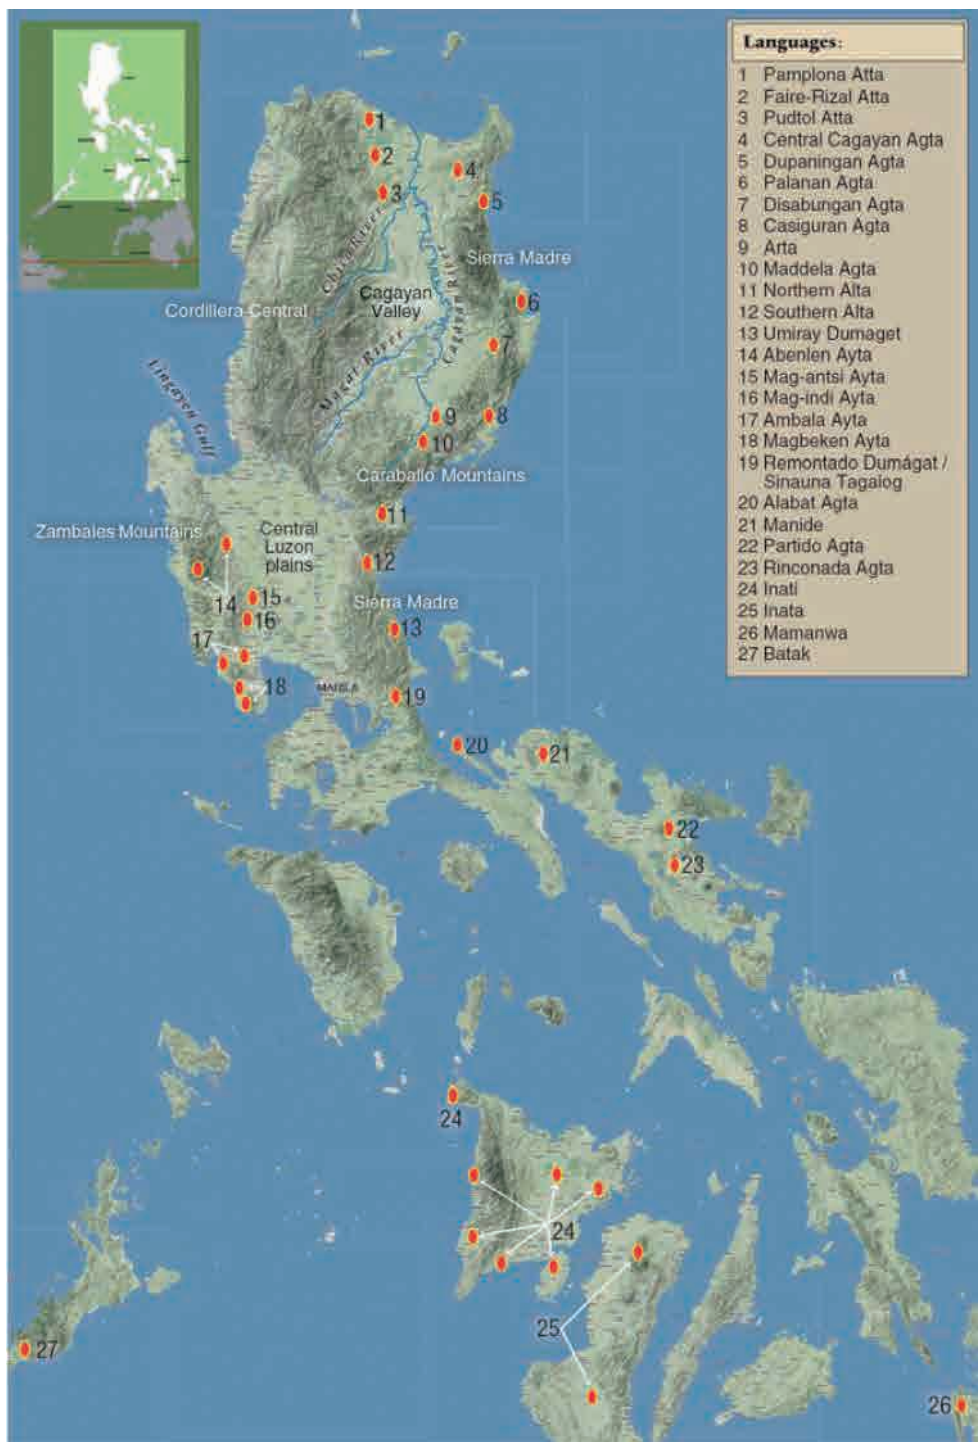 Languages:
1 Pamplona Atta
2 Faire-Rizal Atta
3 Pudtol Atta
4 Central Cagayan Agta
5 Dupaningan Agta
6 Palanan Agta
7 Disabungan Agta
8 Casiguran Agta
9 Arta
10 Maddela Agta
11 Northern Alta
12 Southern Alta
13 Umiray Dumaget
14 Abenlen Ayta
15 Mag-antsi Ayta
16 Mag-indi Ayta
17 Ambala Ayta
18 Magbeken Ayta
19 Remontado Dumágat /
Sinauna Tagalog
20 Alabat Agta
21 Manide
22 Partido Agta
23 Rinconada Agta
24 Inati
25 Inata
26 Mamanwa
27 Batak
1
2
3
4
5
Chico River
Sierra Madre
Cagayan River
Cagayan
Valley
Cordillera Central
6
7
Magat River
Lingayen Gulf
8
9
10
Caraballo Mountains
11
Zambales Mountains
Central
Luzon
plains
12
14
15
Sierra Madre
16
13
17
18
MANILA
19
20
21
22
23
24
24
25
27
26